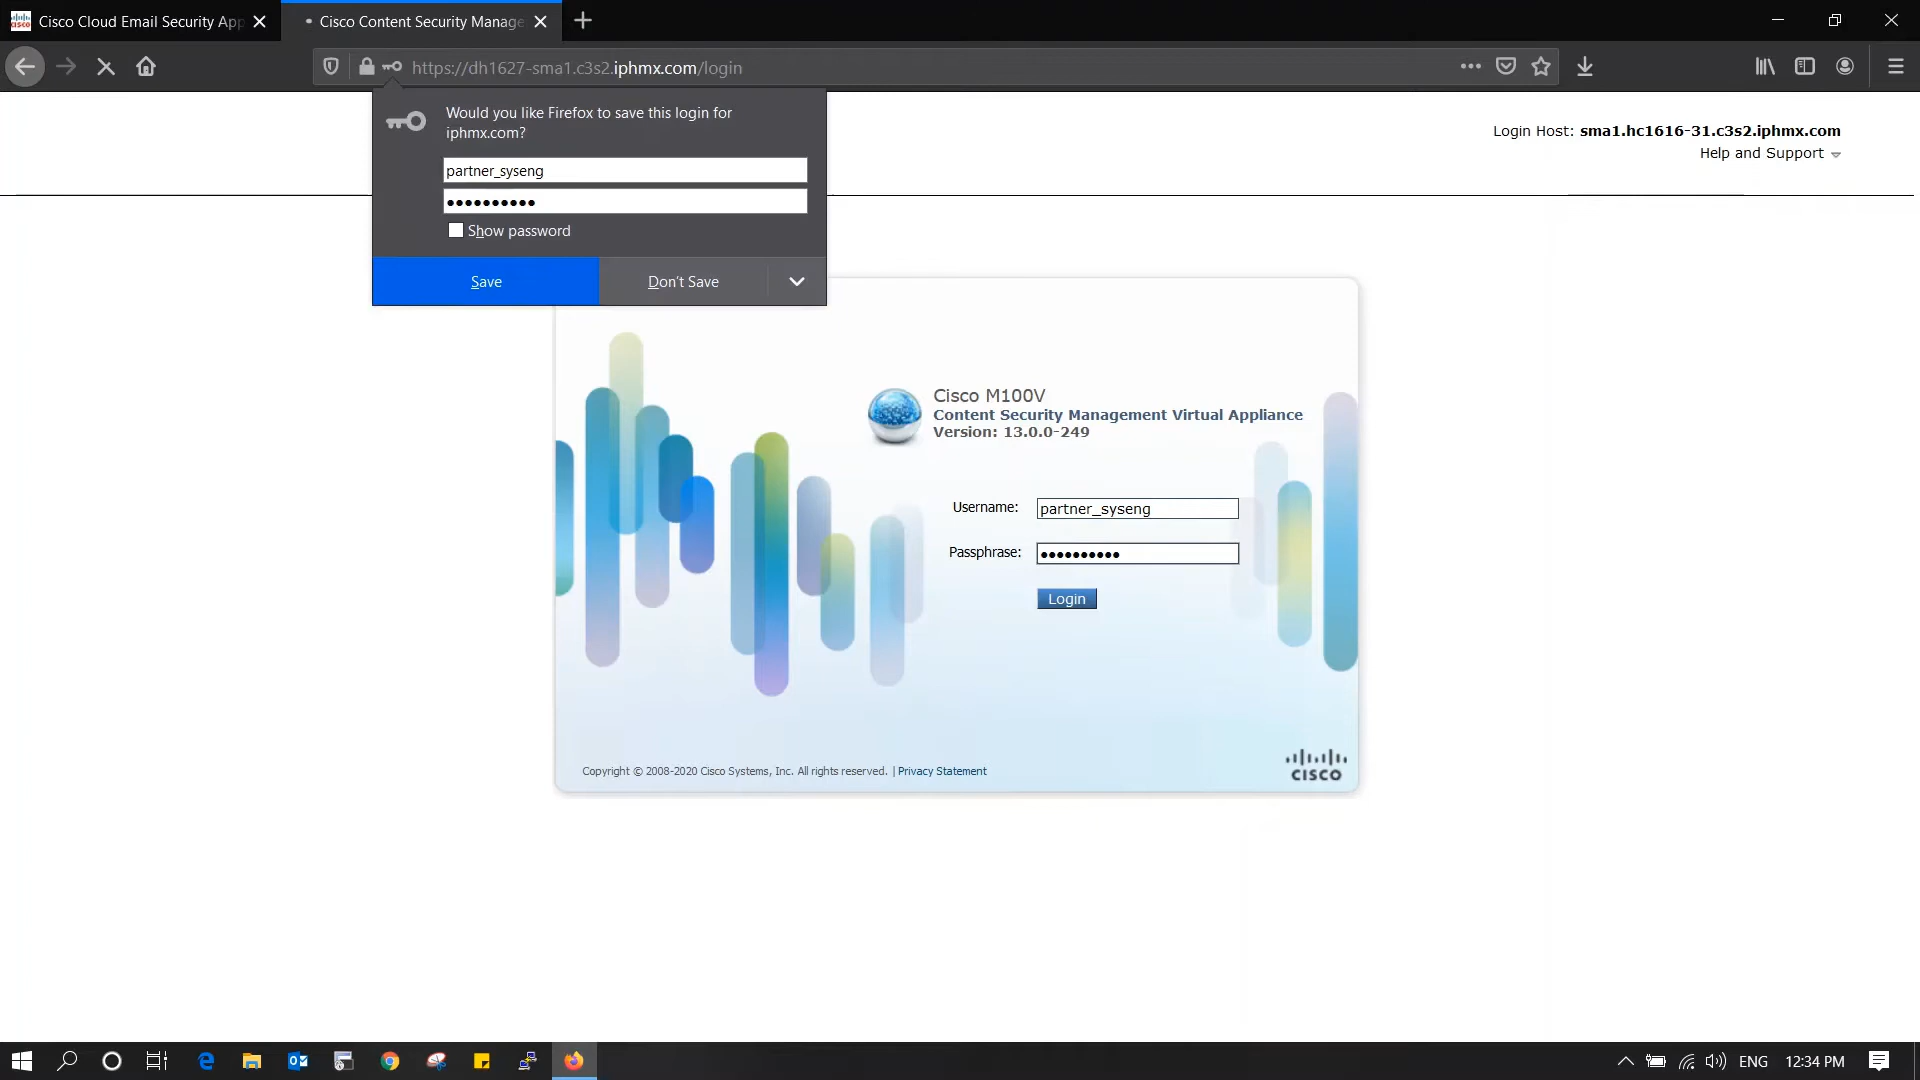 Cisco Cloud Email Security App
Cisco Content Security Manage
https://dh1627-sma1.c3s2.iphmx.com/login
Would you like Firefox to save this login for
iphmx.com?
partner_syseng
••••••••••
Show password
Save
Don't Save
Login Host: sma1.hc1616-31.c3s2.iphmx.com
Help and Support
Cisco M100V
Content Security Management Virtual Appliance
Version: 13.0.0-249
Username:
partner_syseng
Passphrase:
••••••••••
Login
Copyright © 2008-2020 Cisco Systems, Inc. All rights reserved. | Privacy Statement
CISCO
ENG
12:34 PM